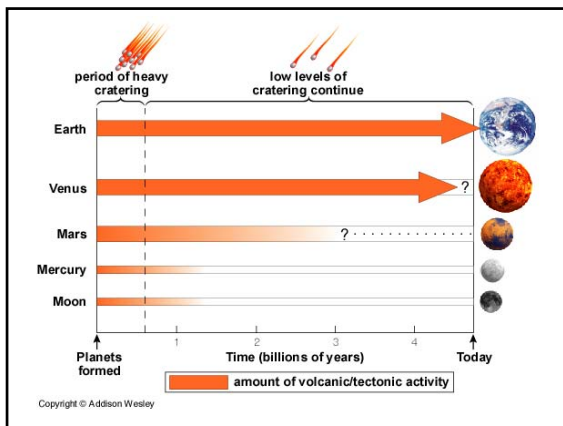 period of heavy
cratering
low levels of
cratering continue
Earth
Venus
?
Mars
?
Mercury
Moon
1
2
3
4
Planets
formed
Time (billions of years)
Today
amount of volcanic/tectonic activity
Copyright © Addison Wesley